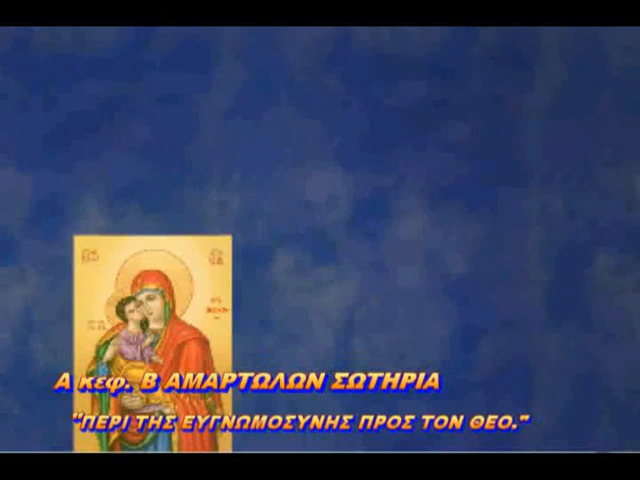 Α κεφ. Β ΑΜΑΡΤΩΛΩΝ ΣΩΤΗΡΙΑ
"ΠΕΡΙ ΤΗΣ ΕΥΓΝΩΜΟΣΥΝΗΣ ΠΡΟΣ ΤΟΝ ΘΕΟ."